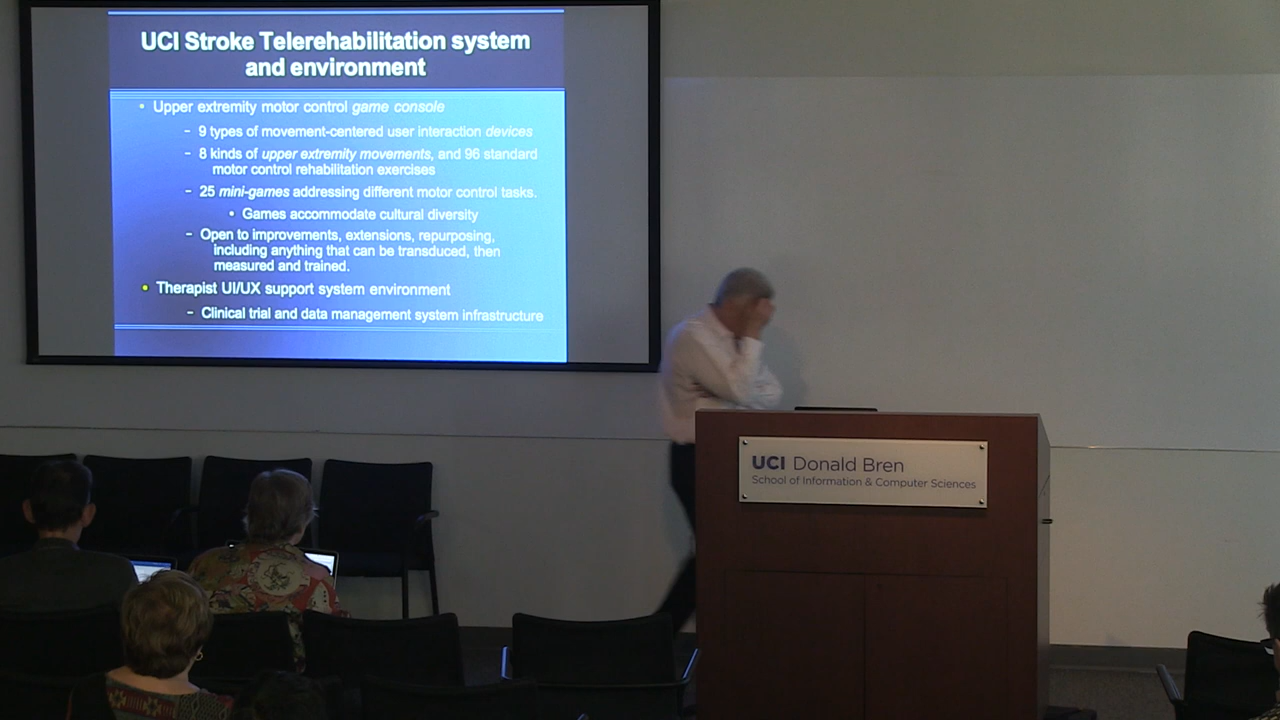 UCI Stroke Telerehabilitation system
and environment
• Upper extremity motor control game console
– 9 types of movement-centered user interaction devices
– 8 kinds of upper extremity movements, and 96 standard
motor control rehabilitation exercises
– 25 mini-games addressing different motor control tasks.
• Games accommodate cultural diversity
– Open to improvements, extensions, repurposing,
including anything that can be transduced, then
measured and trained.
• Therapist UI/UX support system environment
– Clinical trial and data management system infrastructure
UCI Donald Bren
School of Information & Computer Sciences